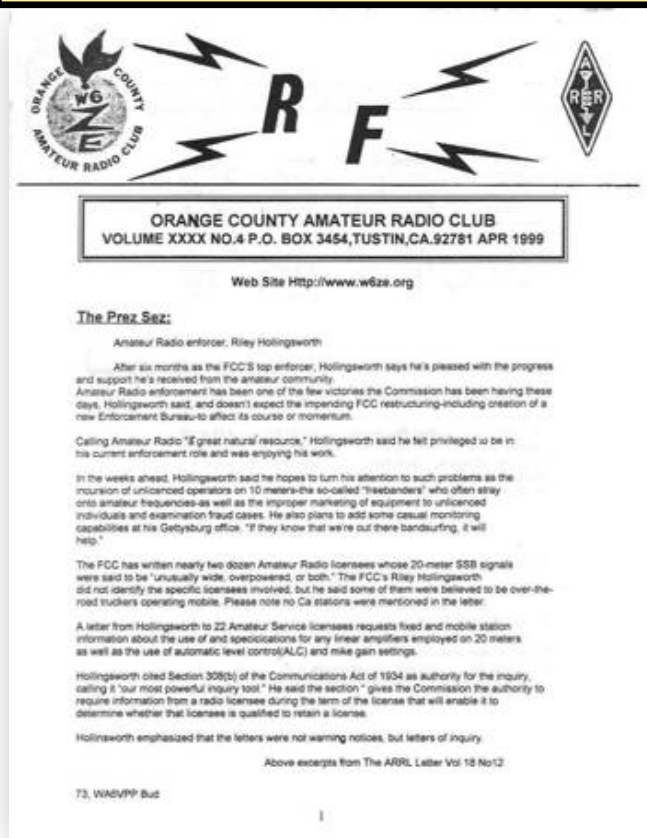 ORANGE COUNTY AMATEUR RADIO CLUB
W6
ZE
R F
ARRL
ORANGE COUNTY AMATEUR RADIO CLUB
VOLUME XXXX NO.4 P.O. BOX 3454,TUSTIN,CA.92781 APR 1999
Web Site Http://www.w6ze.org
The Prez Sez:
Amateur Radio enforcer, Riley Hollingsworth
After six months as the FCC'S top enforcer, Hollingsworth says he's pleased with the progress
and support he's received from the amateur community.
Amateur Radio enforcement has been one of the few victories the Commission has been having these
days, Hollingsworth said, and doesn't expect the impending FCC restructuring-including creation of a
new Enforcement Bureau-to affect its course or momentum.
Calling Amateur Radio "a great natural resource," Hollingsworth said he felt privileged to be in
his current enforcement role and was enjoying his work.
In the weeks ahead, Hollingsworth said he hopes to turn his attention to such problems as the
incursion of unlicenced operators on 10 meters-the so-called "freebanders" who often stray
onto amateur frequencies-as well as the improper marketing of equipment to unlicenced
individuals and examination fraud cases. He also plans to add some casual monitoring
capabilities at his Gettysburg office. "If they know that we're out there bandsurfing, it will
help."
The FCC has written nearly two dozen Amateur Radio licensees whose 20-meter SSB signals
were said to be "unusually wide, overpowered, or both." The FCC's Riley Hollingsworth
did not identify the specific licensees involved, but he said some of them were believed to be over-the-
road truckers operating mobile. Please note no Ca stations were mentioned in the letter.
A letter from Hollingsworth to 22 Amateur Service licensees requests fixed and mobile station
information about the use of and specicications for any linear amplifiers employed on 20 meters
as well as the use of automatic level control(ALC) and mike gain settings.
Hollingsworth cited Section 308(b) of the Communications Act of 1934 as authority for the inquiry,
calling it "our most powerful inquiry tool." He said the section " gives the Commission the authority to
require information from a radio licensee during the term of the license that will enable it to
determine whether that licensee is qualified to retain a license.
Hollinsworth emphasized that the letters were not warning notices, but letters of inquiry.
Above excerpts from The ARRL Letter Vol 18 No12
73, WA6VPP Bud
1